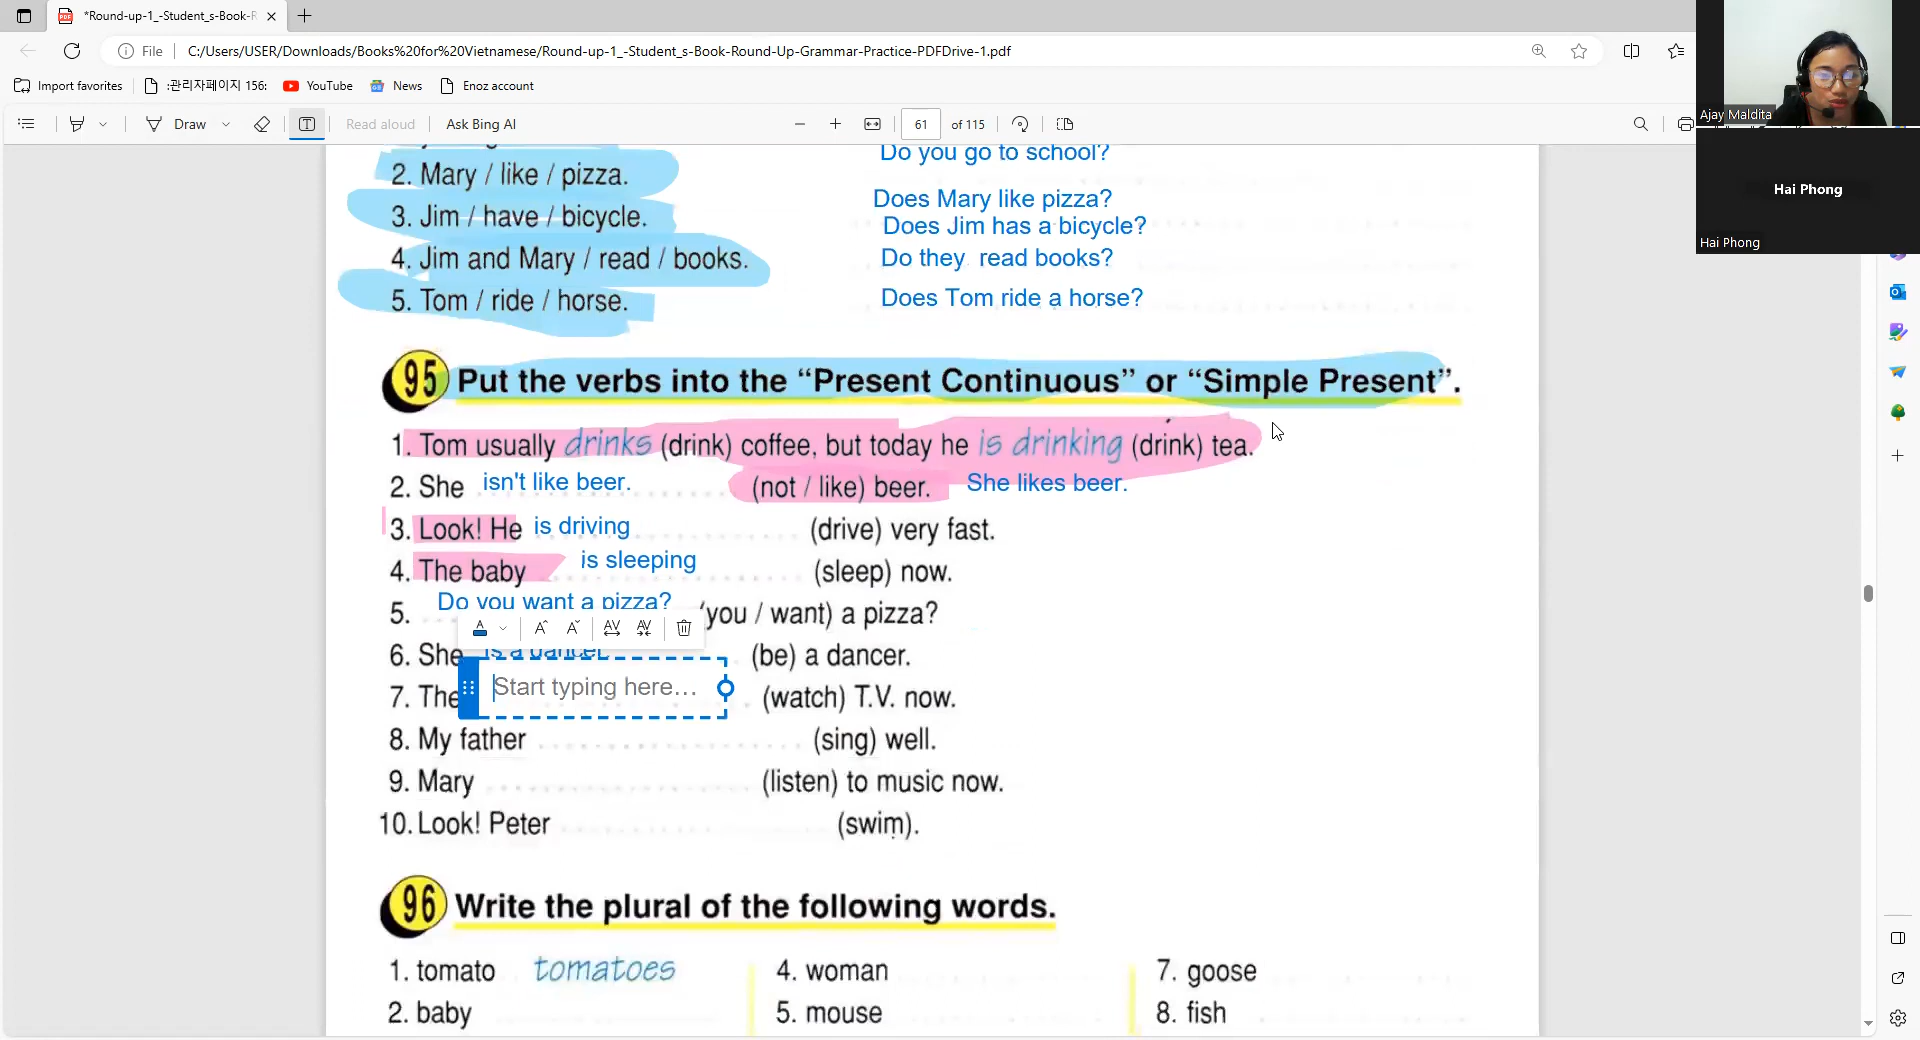 *Round-up-1_-Student_s-Book-R
File C:/Users/USER/Downloads/Books%20for%20Vietnamese/Round-up-1_-Student_s-Book-Round-Up-Grammar-Practice-PDFDrive-1.pdf
Import favorites :관리자페이지 156: YouTube News Enoz account
Draw Read aloud Ask Bing AI 61 of 115
Ajay Maldita
Hai Phong
Hai Phong
Do you go to school?
2. Mary / like / pizza. Does Mary like pizza?
3. Jim / have / bicycle. Does Jim has a bicycle?
4. Jim and Mary / read / books. Do they read books?
5. Tom / ride / horse. Does Tom ride a horse?
95 Put the verbs into the “Present Continuous” or “Simple Present”.
1. Tom usually drinks (drink) coffee, but today he is drinking (drink) tea.
2. She isn't like beer. (not / like) beer. She likes beer.
3. Look! He is driving (drive) very fast.
4. The baby is sleeping (sleep) now.
5. Do you want a pizza? (you / want) a pizza?
6. She is a dancer. (be) a dancer.
Start typing here...
7. The (watch) T.V. now.
8. My father (sing) well.
9. Mary (listen) to music now.
10. Look! Peter (swim).
96 Write the plural of the following words.
1. tomato tomatoes 4. woman 7. goose
2. baby 5. mouse 8. fish